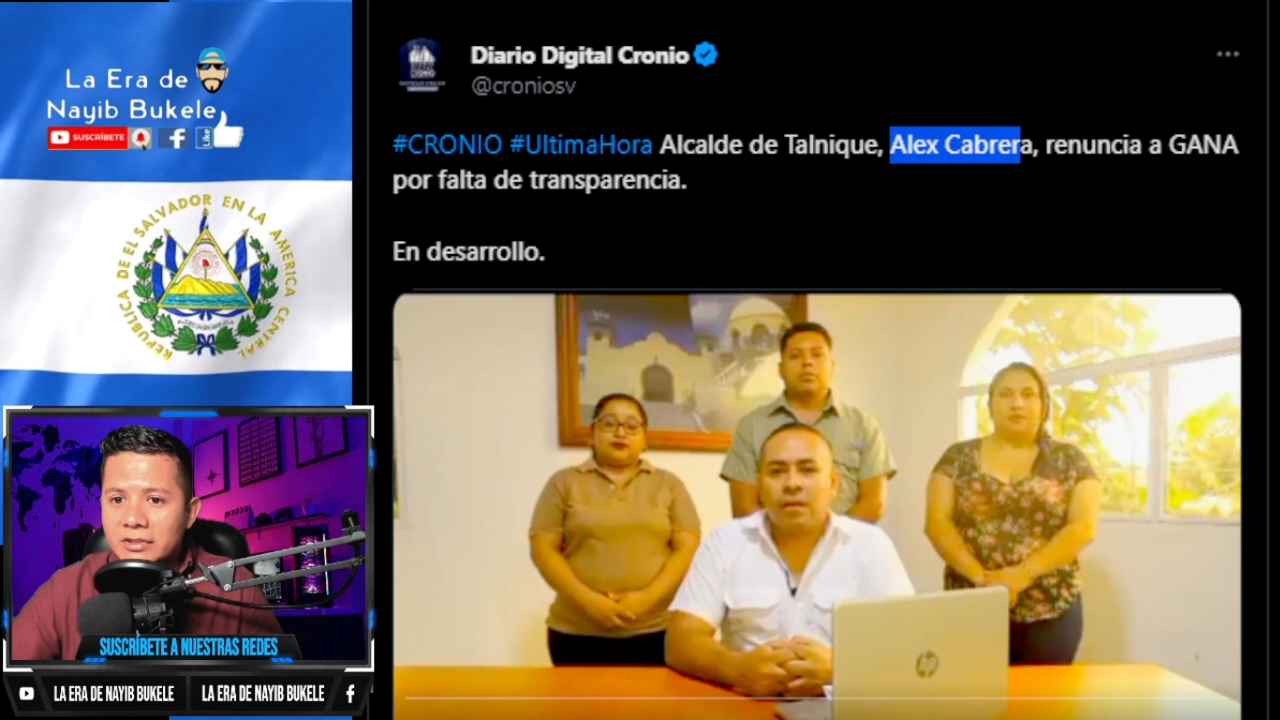 La Era de
Nayib Bukele
SUSCRÍBETE
Like
REPUBLICA DE EL SALVADOR EN LA AMERICA CENTRAL
SUSCRÍBETE A NUESTRAS REDES
LA ERA DE NAYIB BUKELE
LA ERA DE NAYIB BUKELE
Diario Digital Cronio
@croniosv
#CRONIO #UltimaHora Alcalde de Talnique, Alex Cabrera, renuncia a GANA
por falta de transparencia.
En desarrollo.
hp